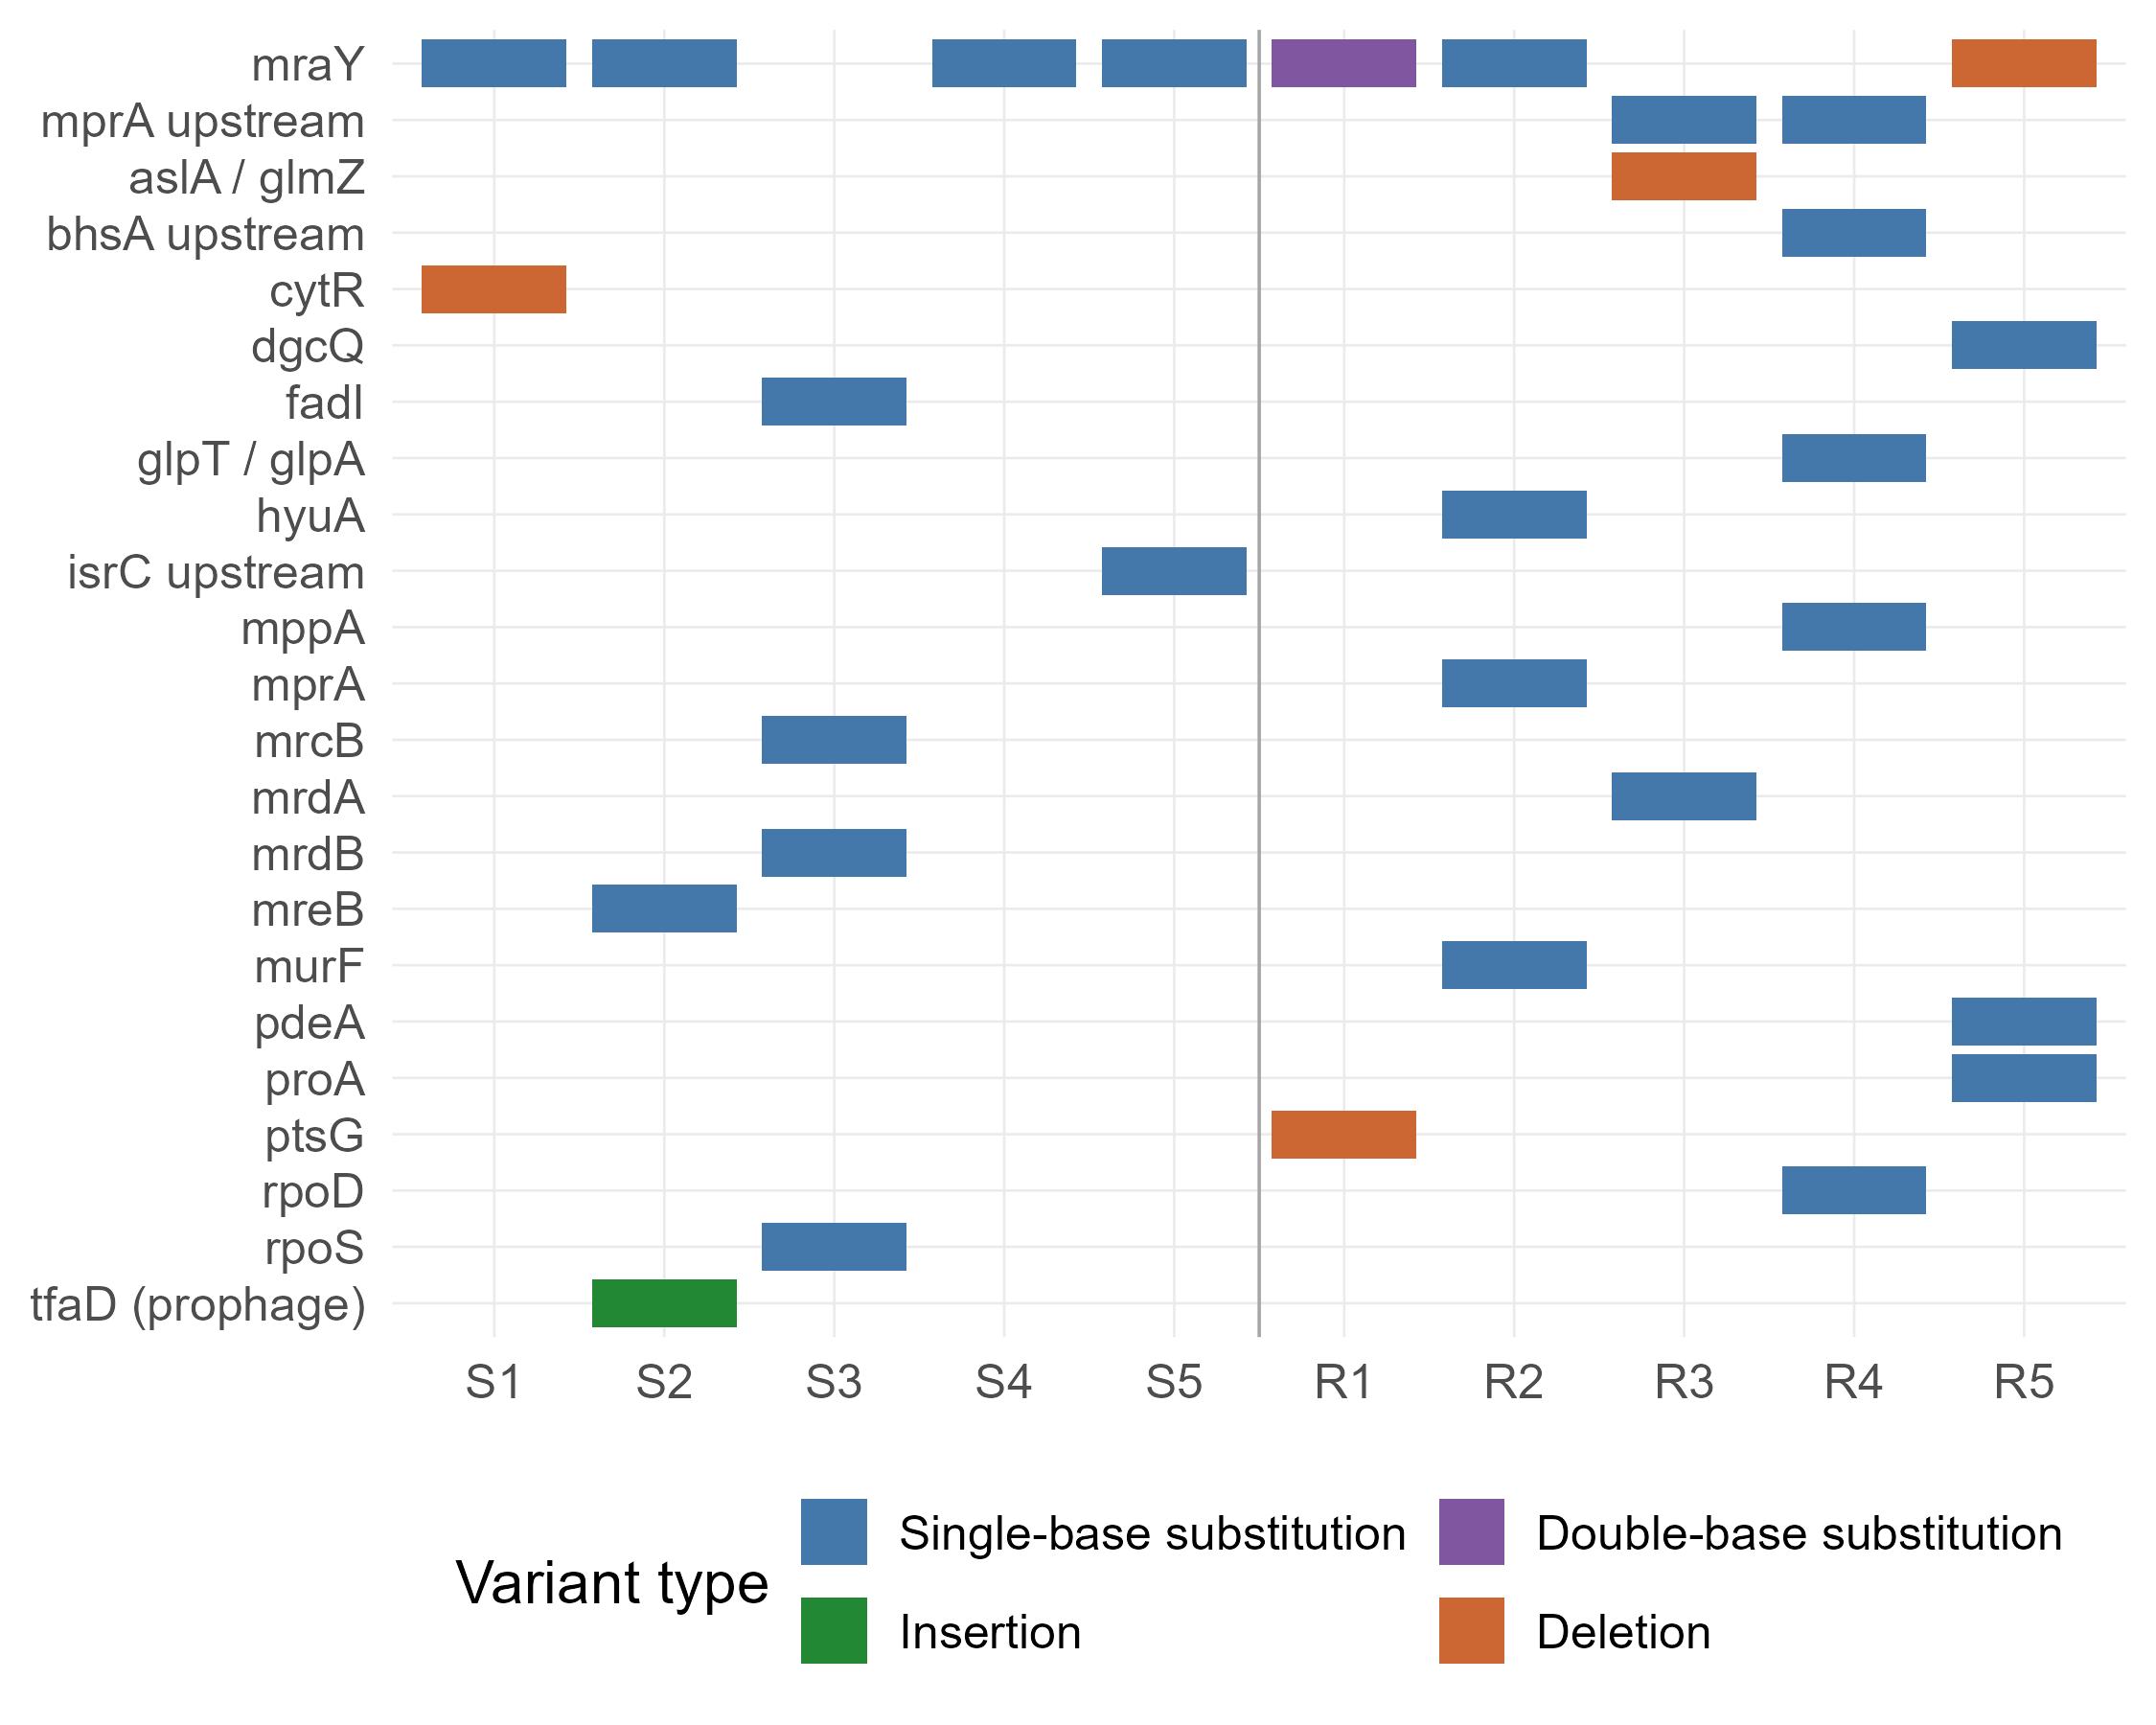 mraY
mprA upstream
aslA / glmZ
bhsA upstream
cytR
dgcQ
fadI
glpT / glpA
hyuA
isrC upstream
mppA
mprA
mrcB
mrdA
mrdB
mreB
murF
pdeA
proA
ptsG
rpoD
rpoS
tfaD (prophage)
S1 S2 S3 S4 S5 R1 R2 R3 R4 R5
Variant type
Single-base substitution
Double-base substitution
Insertion
Deletion